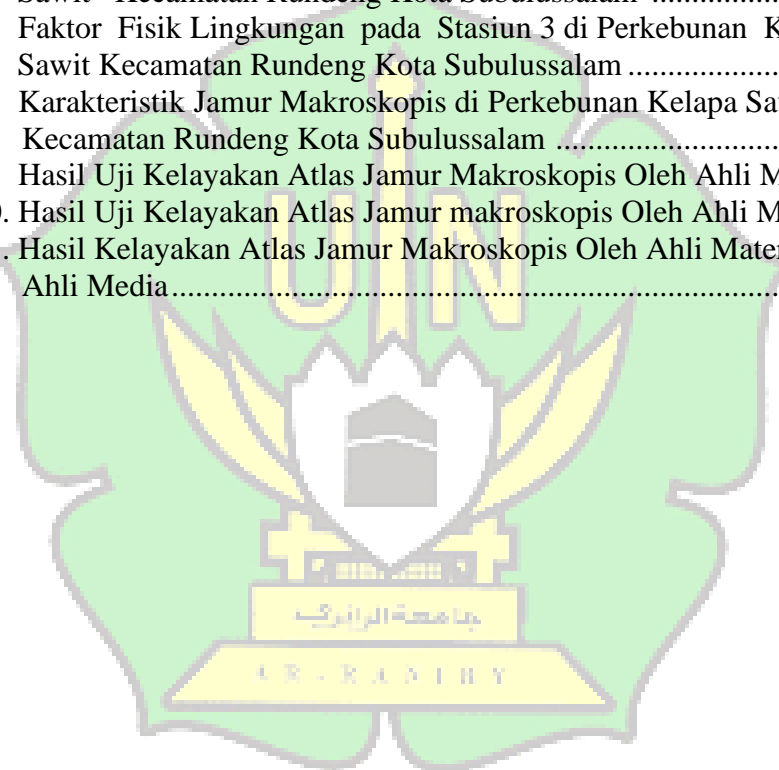 Sawit Kecamatan Rundeng Kota Subulussalam ....................
Faktor Fisik Lingkungan pada Stasiun 3 di Perkebunan
Sawit Kecamatan Rundeng Kota Subulussalam ....................
Karakteristik Jamur Makroskopis di Perkebunan Kelapa
Kecamatan Rundeng Kota Subulussalam ..............................
Hasil Uji Kelayakan Atlas Jamur Makroskopis Oleh Ahli
. Hasil Uji Kelayakan Atlas Jamur makroskopis Oleh Ahli
. Hasil Kelayakan Atlas Jamur Makroskopis Oleh Ahli
Ahli Media................................................................................
UIN
جامعة الرانري
AR-RANIRY